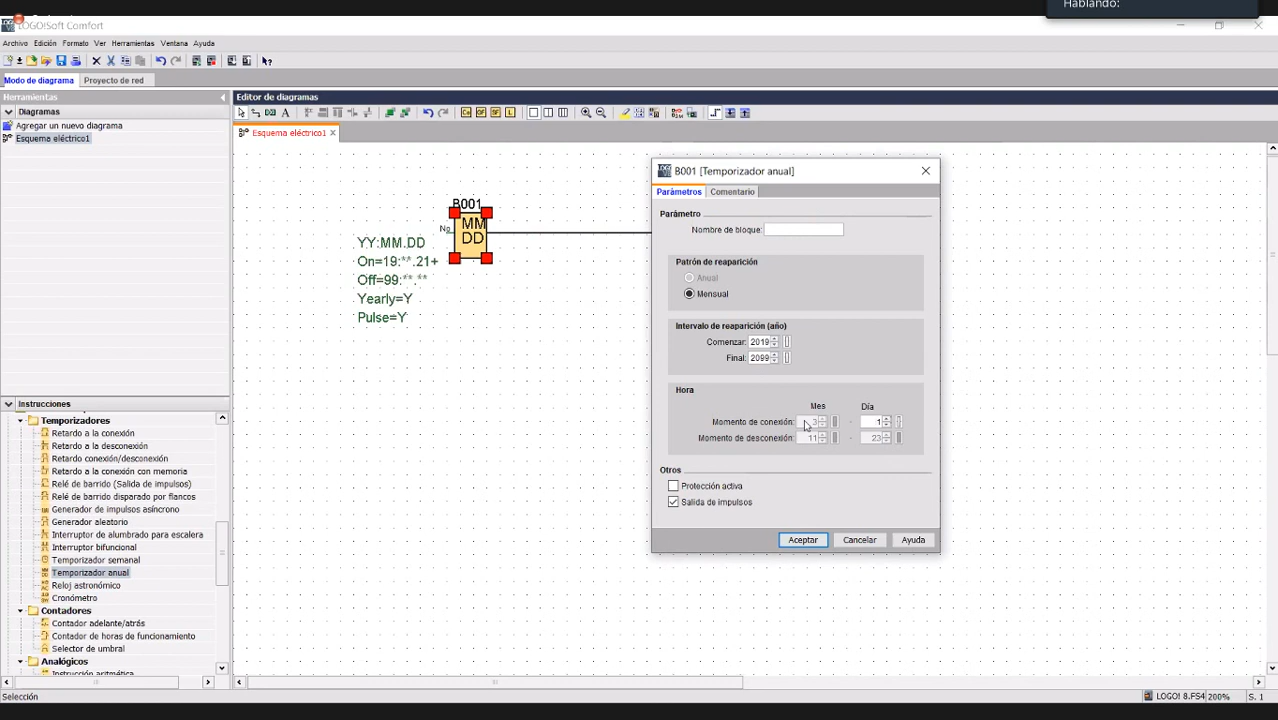 Hablando:
LOGO!Soft Comfort
Archivo Edición Formato Ver Herramientas Ventana Ayuda
Modo de diagrama Proyecto de red
Herramientas
Diagramas
Agregar un nuevo diagrama
Esquema eléctrico1
Instrucciones
Temporizadores
Retardo a la conexión
Retardo a la desconexión
Retardo conexión/desconexión
Retardo a la conexión con memoria
Relé de barrido (Salida de impulsos)
Relé de barrido disparado por flancos
Generador de impulsos asíncrono
Generador aleatorio
Interruptor de alumbrado para escalera
Interruptor bifuncional
Temporizador semanal
Temporizador anual
Reloj astronómico
Cronómetro
Contadores
Contador adelante/atrás
Contador de horas de funcionamiento
Selector de umbral
Analógicos
Instrucción aritmética
Editor de diagramas
Co GF SF L
Esquema eléctrico1
B001
No
MM
DD
YY:MM.DD
On=19:**.21+
Off=99:**.**
Yearly=Y
Pulse=Y
B001 [Temporizador anual]
Parámetros Comentario
Parámetro
Nombre de bloque:
Patrón de reaparición
Anual
Mensual
Intervalo de reaparición (año)
Comenzar: 2019
Final: 2099
Hora
Mes Día
Momento de conexión: 3 - 1
Momento de desconexión: 11 - 23
Otros
Protección activa
Salida de impulsos
Aceptar Cancelar Ayuda
Selección
LOGO! 8.FS4 200% S. 1